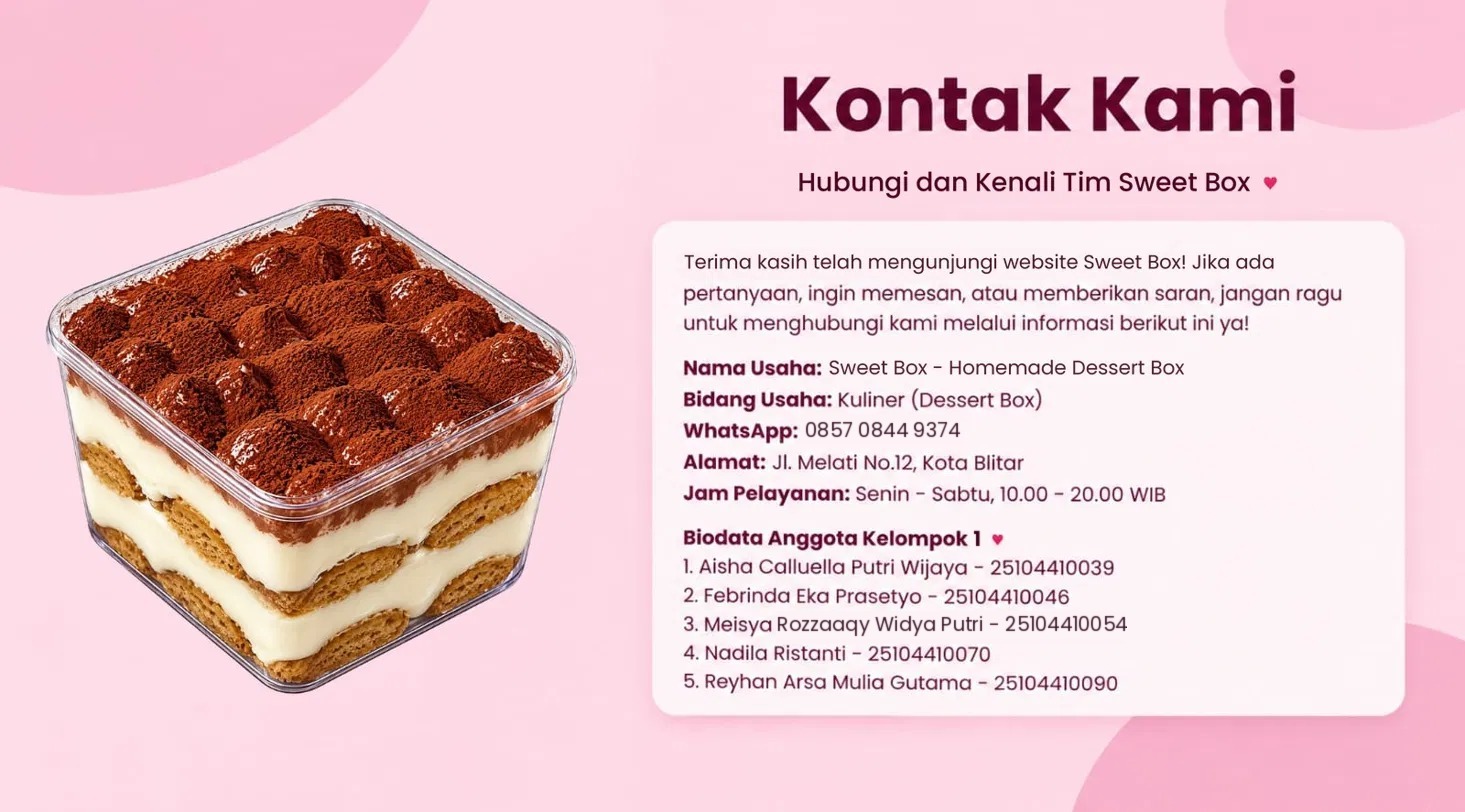 Kontak Kami
Hubungi dan Kenali Tim Sweet Box ♥
Terima kasih telah mengunjungi website Sweet Box! Jika ada
pertanyaan, ingin memesan, atau memberikan saran, jangan ragu
untuk menghubungi kami melalui informasi berikut ini ya!
Nama Usaha: Sweet Box - Homemade Dessert Box
Bidang Usaha: Kuliner (Dessert Box)
WhatsApp: 0857 0844 9374
Alamat: Jl. Melati No.12, Kota Blitar
Jam Pelayanan: Senin - Sabtu, 10.00 - 20.00 WIB
Biodata Anggota Kelompok 1 ♥
1. Aisha Calluella Putri Wijaya - 25104410039
2. Febrinda Eka Prasetyo - 25104410046
3. Meisya Rozzaaqy Widya Putri - 25104410054
4. Nadila Ristanti - 25104410070
5. Reyhan Arsa Mulia Gutama - 25104410090